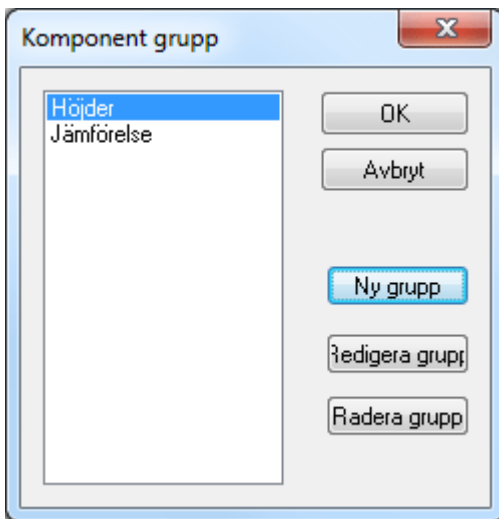 Komponent grupp
Höjder
Jämförelse
OK
Avbryt
Ny grupp
Redigera grupp
Radera grupp